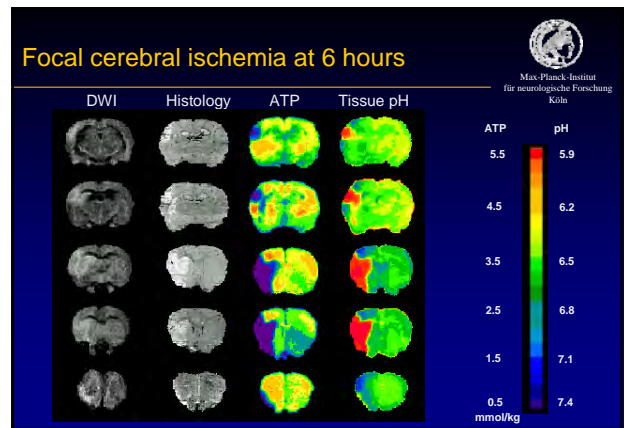 Focal cerebral ischemia at 6 hours
Max-Planck-Institut
für neurologische Forschung
Köln
DWI Histology ATP Tissue pH
ATP pH
5.5 5.9
4.5 6.2
3.5 6.5
2.5 6.8
1.5 7.1
0.5 7.4
mmol/kg